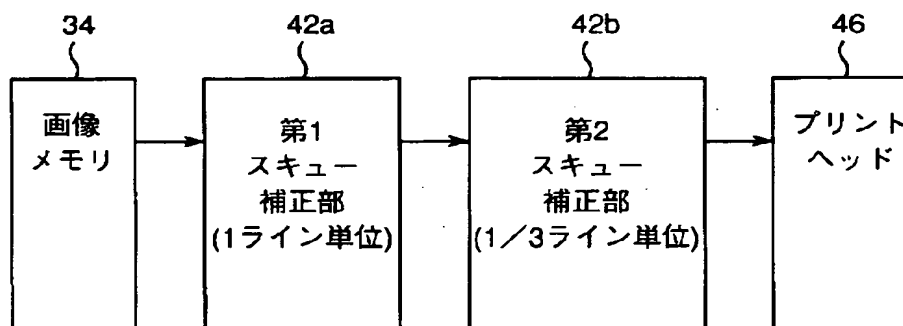 34
42a
42b
46
画像
メモリ
第1
スキュー
補正部
(1ライン単位)
第2
スキュー
補正部
(1／3ライン単位)
プリント
ヘッド